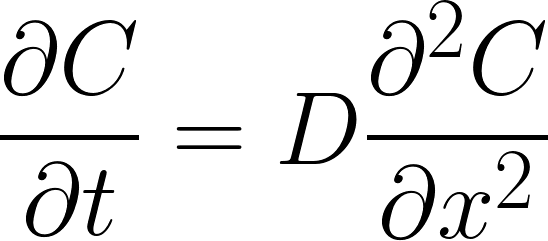 ∂C/∂t = D ∂²C/∂x²